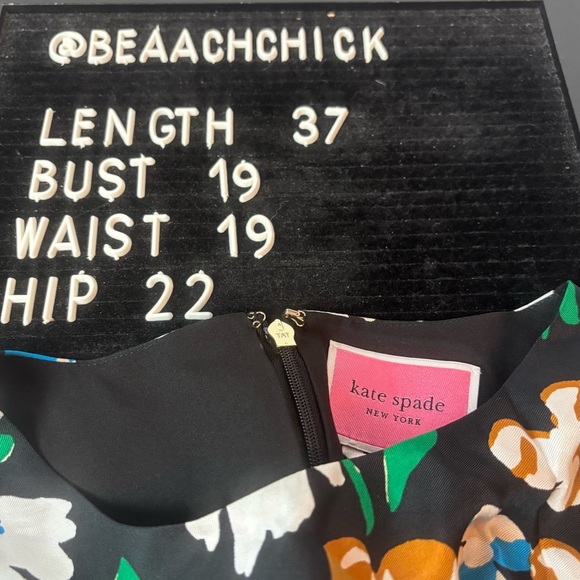 @BEAACHCHICK
LENGTH 37
BUST 19
WAIST 19
HIP 22
kate spade
NEW YORK